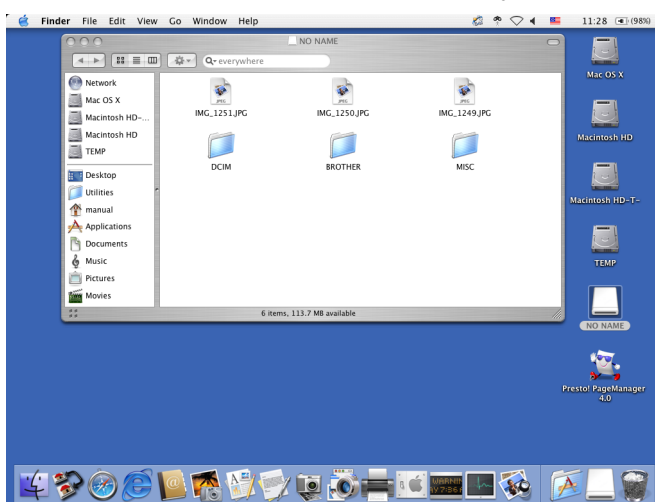 Finder File Edit View Go Window Help 11:28 (98%)
NO NAME
everywhere
Network
Mac OS X
Macintosh HD-...
Macintosh HD
TEMP
Desktop
Utilities
manual
Applications
Documents
Music
Pictures
Movies
JPEG
IMG_1251.JPG
JPEG
IMG_1250.JPG
JPEG
IMG_1249.JPG
DCIM
BROTHER
MISC
6 items, 113.7 MB available
Mac OS X
Macintosh HD
Macintosh HD-T-
TEMP
NO NAME
Presto! PageManager
4.0